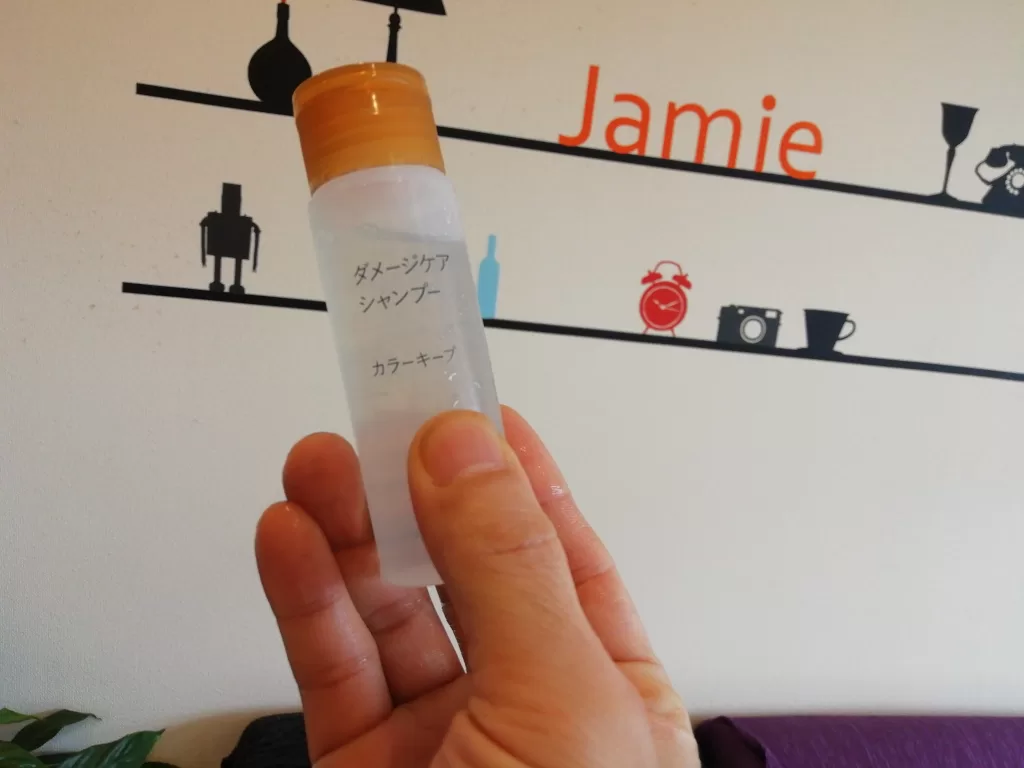 Jamie
ダメージケア
シャンプー
カラーキープ